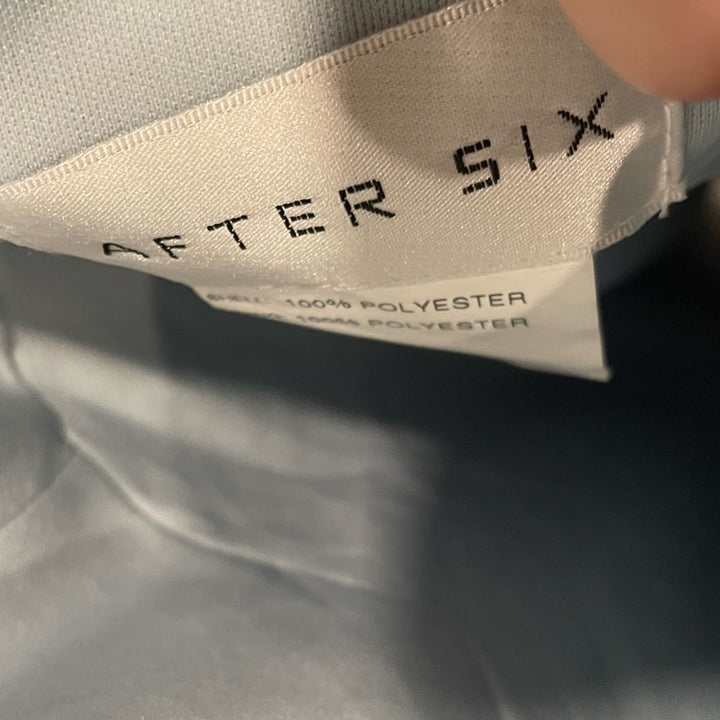 AFTER SIX
SHELL: 100% POLYESTER
100% POLYESTER